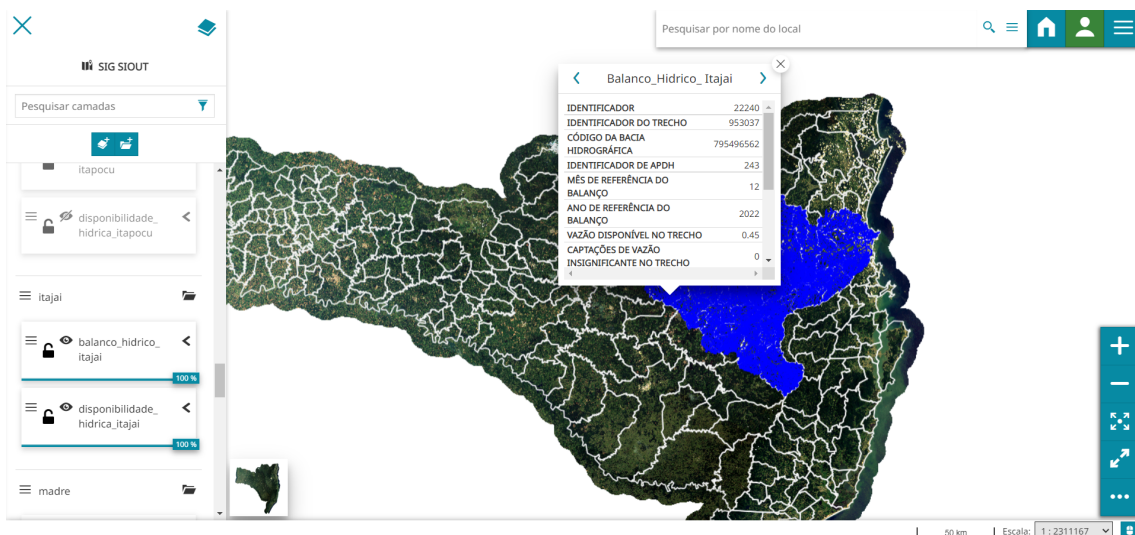 Pesquisar por nome do local
SIG SIOUT
Pesquisar camadas
itapocu
disponibilidade_
hidrica_itapocu
itajai
balanco_hidrico_
itajai
100 %
disponibilidade_
hidrica_itajai
100 %
madre
Balanco_Hidrico_ Itajai
IDENTIFICADOR 22240
IDENTIFICADOR DO TRECHO 953037
CÓDIGO DA BACIA
HIDROGRÁFICA 795496562
IDENTIFICADOR DE APDH 243
MÊS DE REFERÊNCIA DO
BALANÇO 12
ANO DE REFERÊNCIA DO
BALANÇO 2022
VAZÃO DISPONÍVEL NO TRECHO 0.45
CAPTAÇÕES DE VAZÃO
INSIGNIFICANTE NO TRECHO 0
50 km
Escala: 1 : 2311167